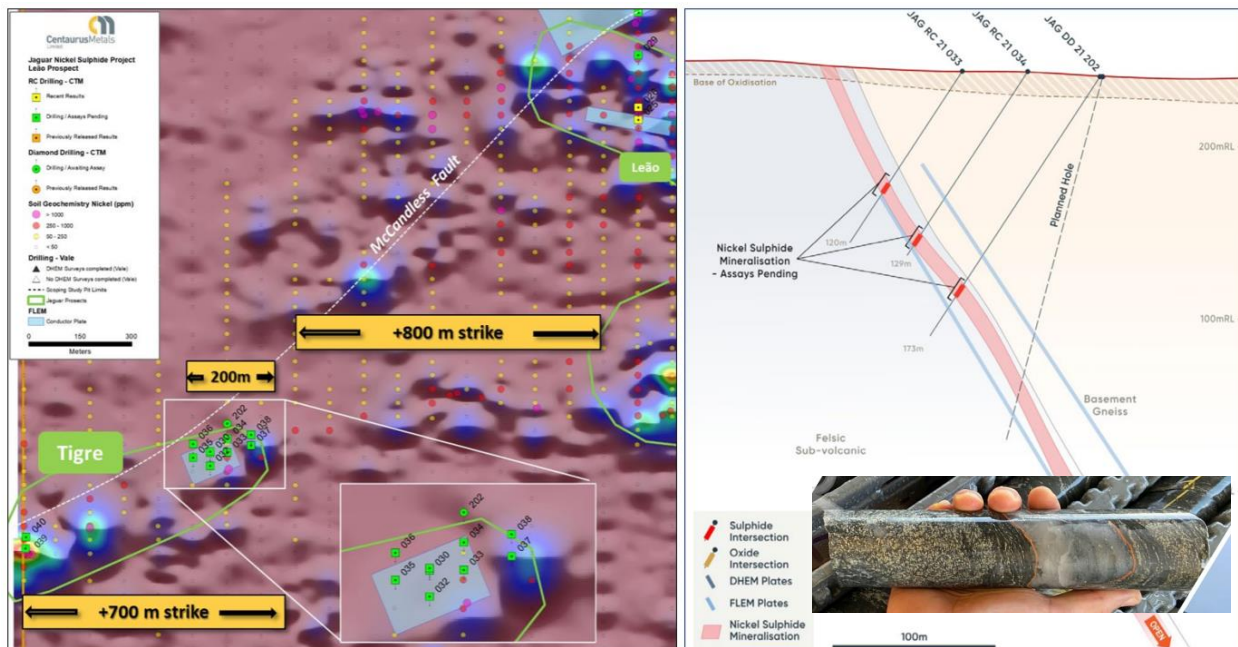 CentaurusMetals
Limited
Jaguar Nickel Sulphide Project
Leão Prospect
RC Drilling - CTM
Recent Results
Drilling / Assays Pending
Previously Released Results
Diamond Drilling - CTM
Drilling / Awaiting Assay
Previously Released Results
Soil Geochemistry Nickel (ppm)
> 1000
250 - 1000
50 - 250
< 50
Drilling - Vale
DHEM Surveys completed (Vale)
No DHEM Surveys completed (Vale)
Scoping Study Pit Limits
Jaguar Prospects
FLEM
Conductor Plate
0 150 300
Meters
029
Leão
McCandless Fault
+800 m strike
200m
Tigre
202
036
030
034
038
035
032
033
037
040
039
+700 m strike
202
036
030
034
038
035
032
033
037
JAG RC 21 033
JAG RC 21 034
JAG DD 21 202
Base of Oxidisation
200mRL
Planned Hole
120m
Nickel Sulphide
Mineralisation
- Assays Pending
129m
100mRL
173m
Basement
Gneiss
Felsic
Sub-volcanic
Sulphide
Intersection
Oxide
Intersection
DHEM Plates
FLEM Plates
Nickel Sulphide
Mineralisation
100m
OPEN